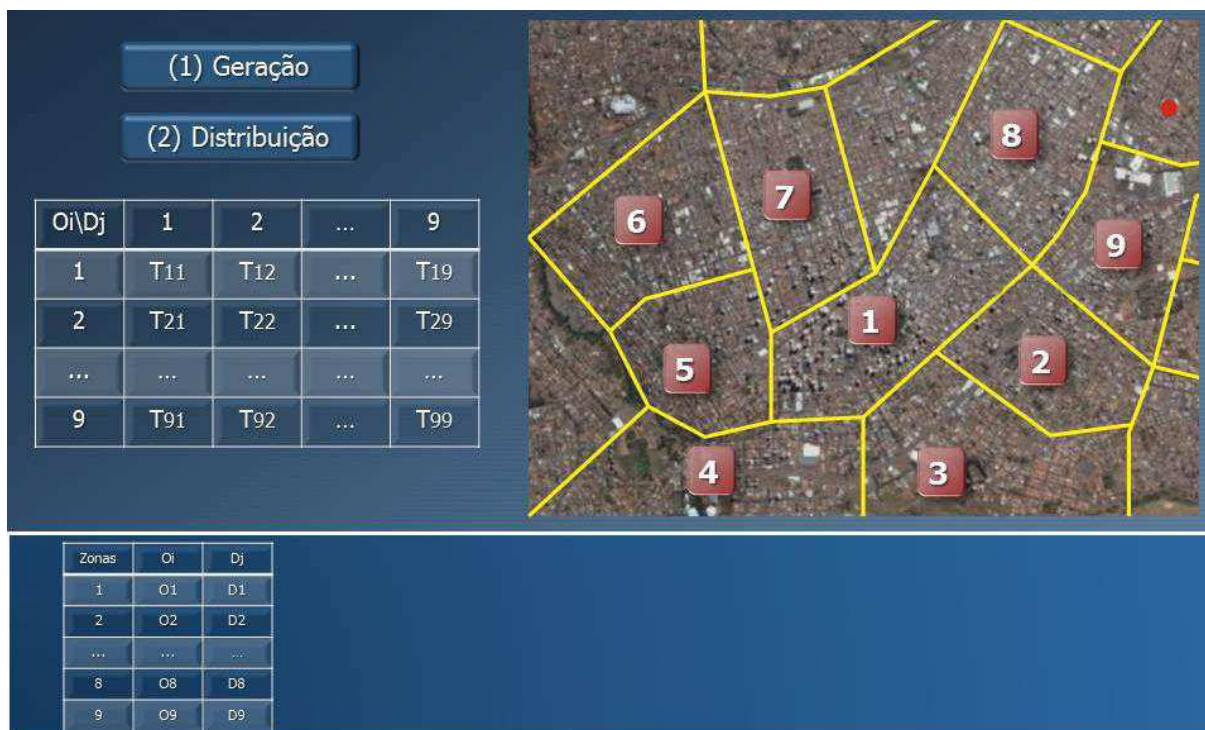 (1) Geração
(2) Distribuição
Oi\Dj 1 2 ... 9
1 T11 T12 ... T19
2 T21 T22 ... T29
... ... ... ... ...
9 T91 T92 ... T99
8
7
6
9
1
2
5
4
3
Zonas Oi Dj
1 O1 D1
2 O2 D2
... ... ...
8 O8 D8
9 O9 D9